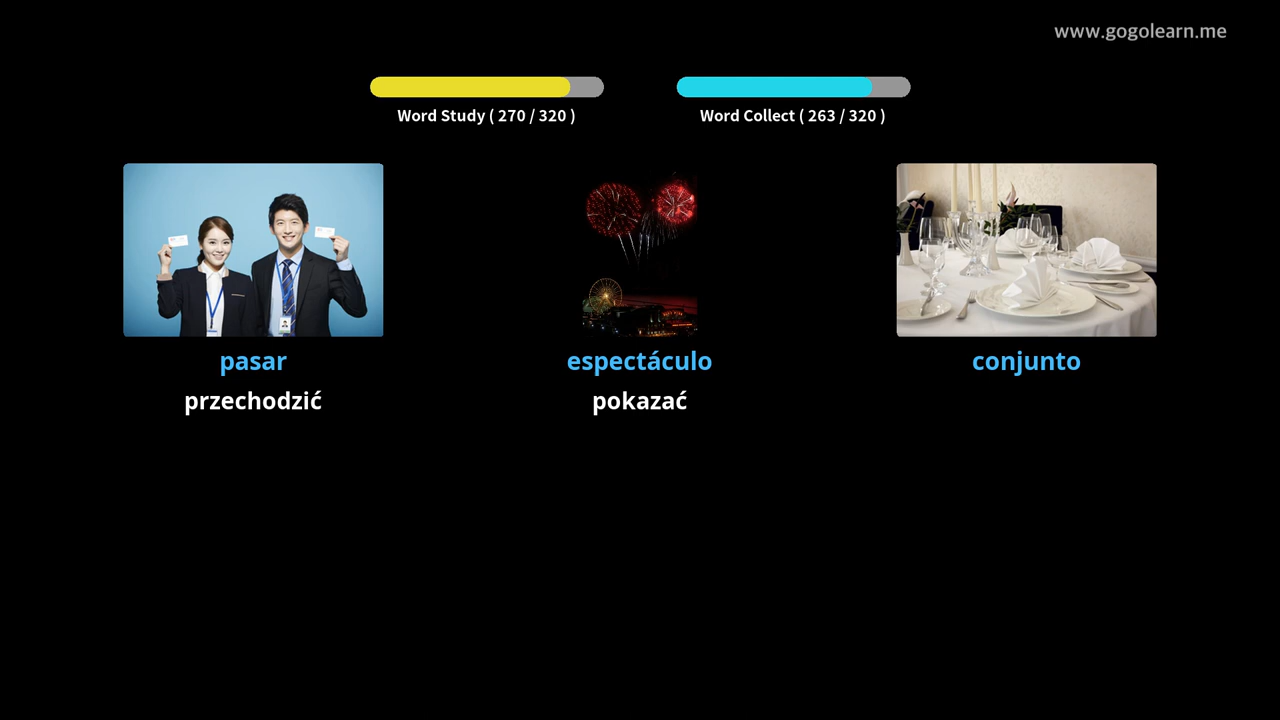 www.gogolearn.me
Word Study ( 270 / 320 )
Word Collect ( 263 / 320 )
pasar
espectáculo
conjunto
przechodzić
pokazać